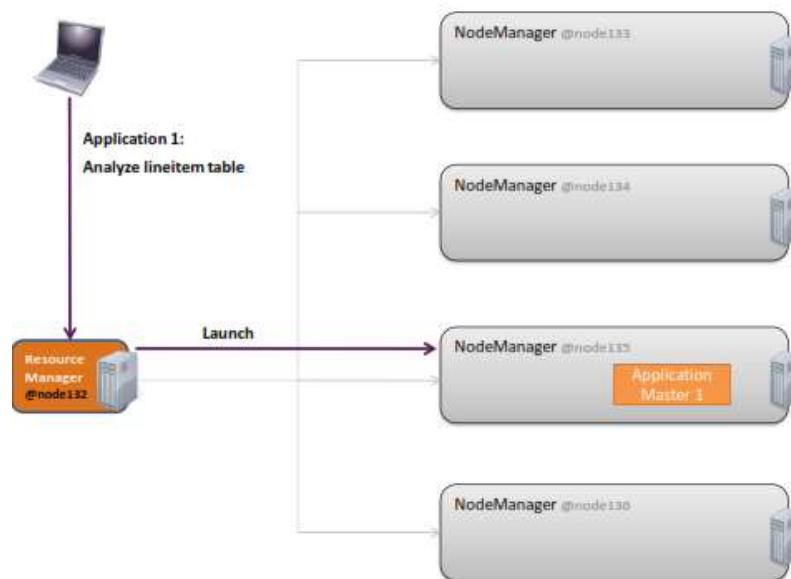 NodeManager @node133
Application 1:
Analyze lineitem table
NodeManager @node134
Launch
Resource
Manager
@node132
NodeManager @node135
Application
Master 1
NodeManager